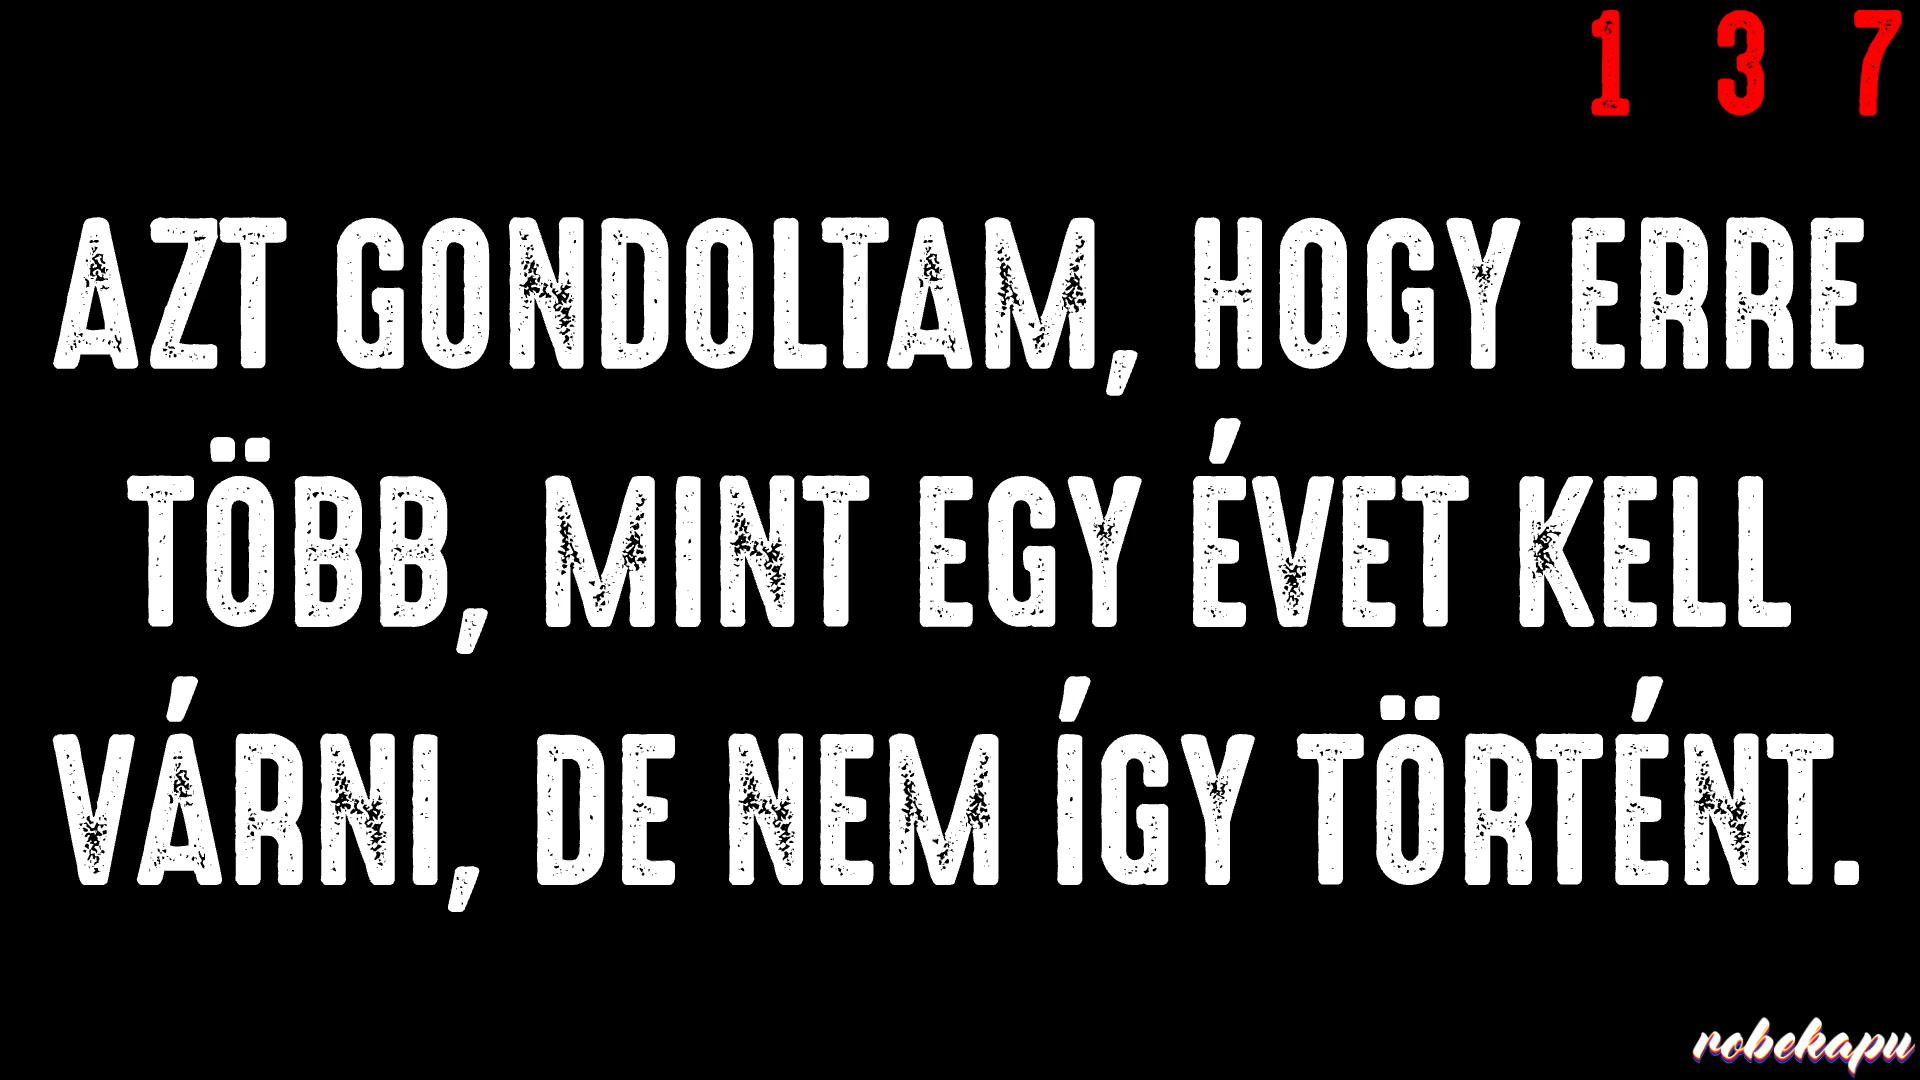 1 3 7
AZT GONDOLTAM, HOGY ERRE
TÖBB, MINT EGY ÉVET KELL
VÁRNI, DE NEM ÍGY TÖRTÉNT.
robekapu